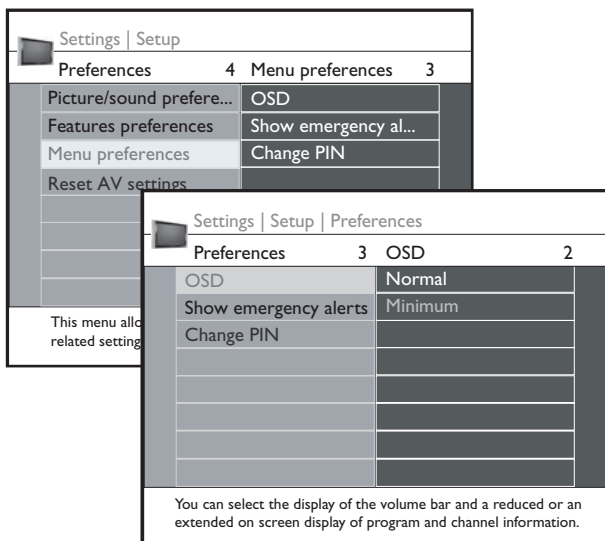 Settings | Setup
Preferences 4 Menu preferences 3
Picture/sound prefere... OSD
Features preferences Show emergency al...
Menu preferences Change PIN
Reset AV settings
This menu allo
related setting
Settings | Setup | Preferences
Preferences 3 OSD 2
OSD Normal
Show emergency alerts Minimum
Change PIN
You can select the display of the volume bar and a reduced or an
extended on screen display of program and channel information.